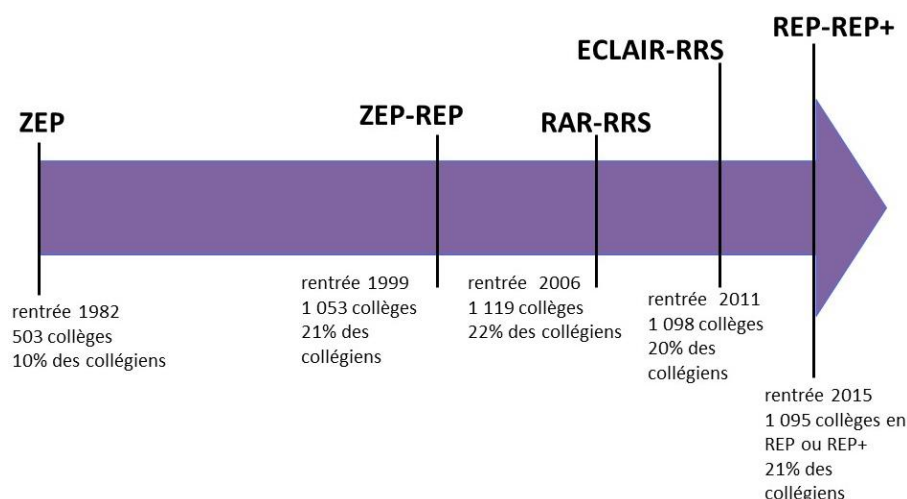 ZEP
rentrée 1982
503 collèges
10% des collégiens
ZEP-REP
rentrée 1999
1 053 collèges
21% des
collégiens
RAR-RRS
rentrée 2006
1 119 collèges
22% des collégiens
ECLAIR-RRS
rentrée 2011
1 098 collèges
20% des
collégiens
REP-REP+
rentrée 2015
1 095 collèges en
REP ou REP+
21% des
collégiens